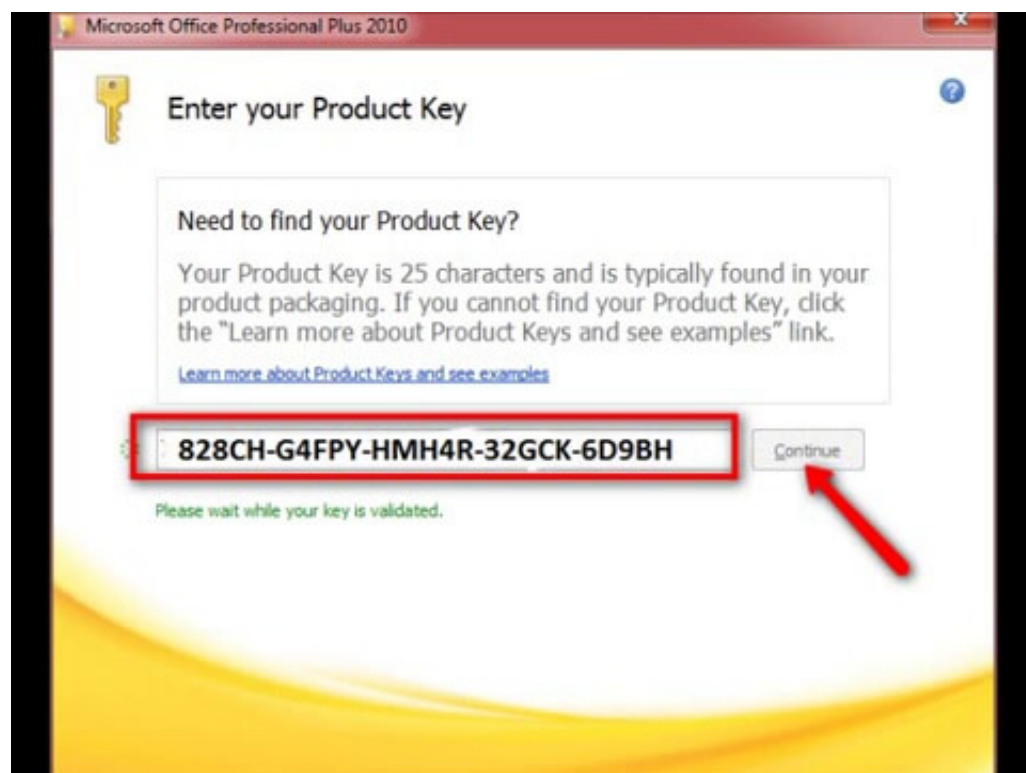 Microsoft Office Professional Plus 2010
Enter your Product Key
Need to find your Product Key?
Your Product Key is 25 characters and is typically found in your
product packaging. If you cannot find your Product Key, click
the "Learn more about Product Keys and see examples" link.
Learn more about Product Keys and see examples
828CH-G4FPY-HMH4R-32GCK-6D9BH
Continue
Please wait while your key is validated.